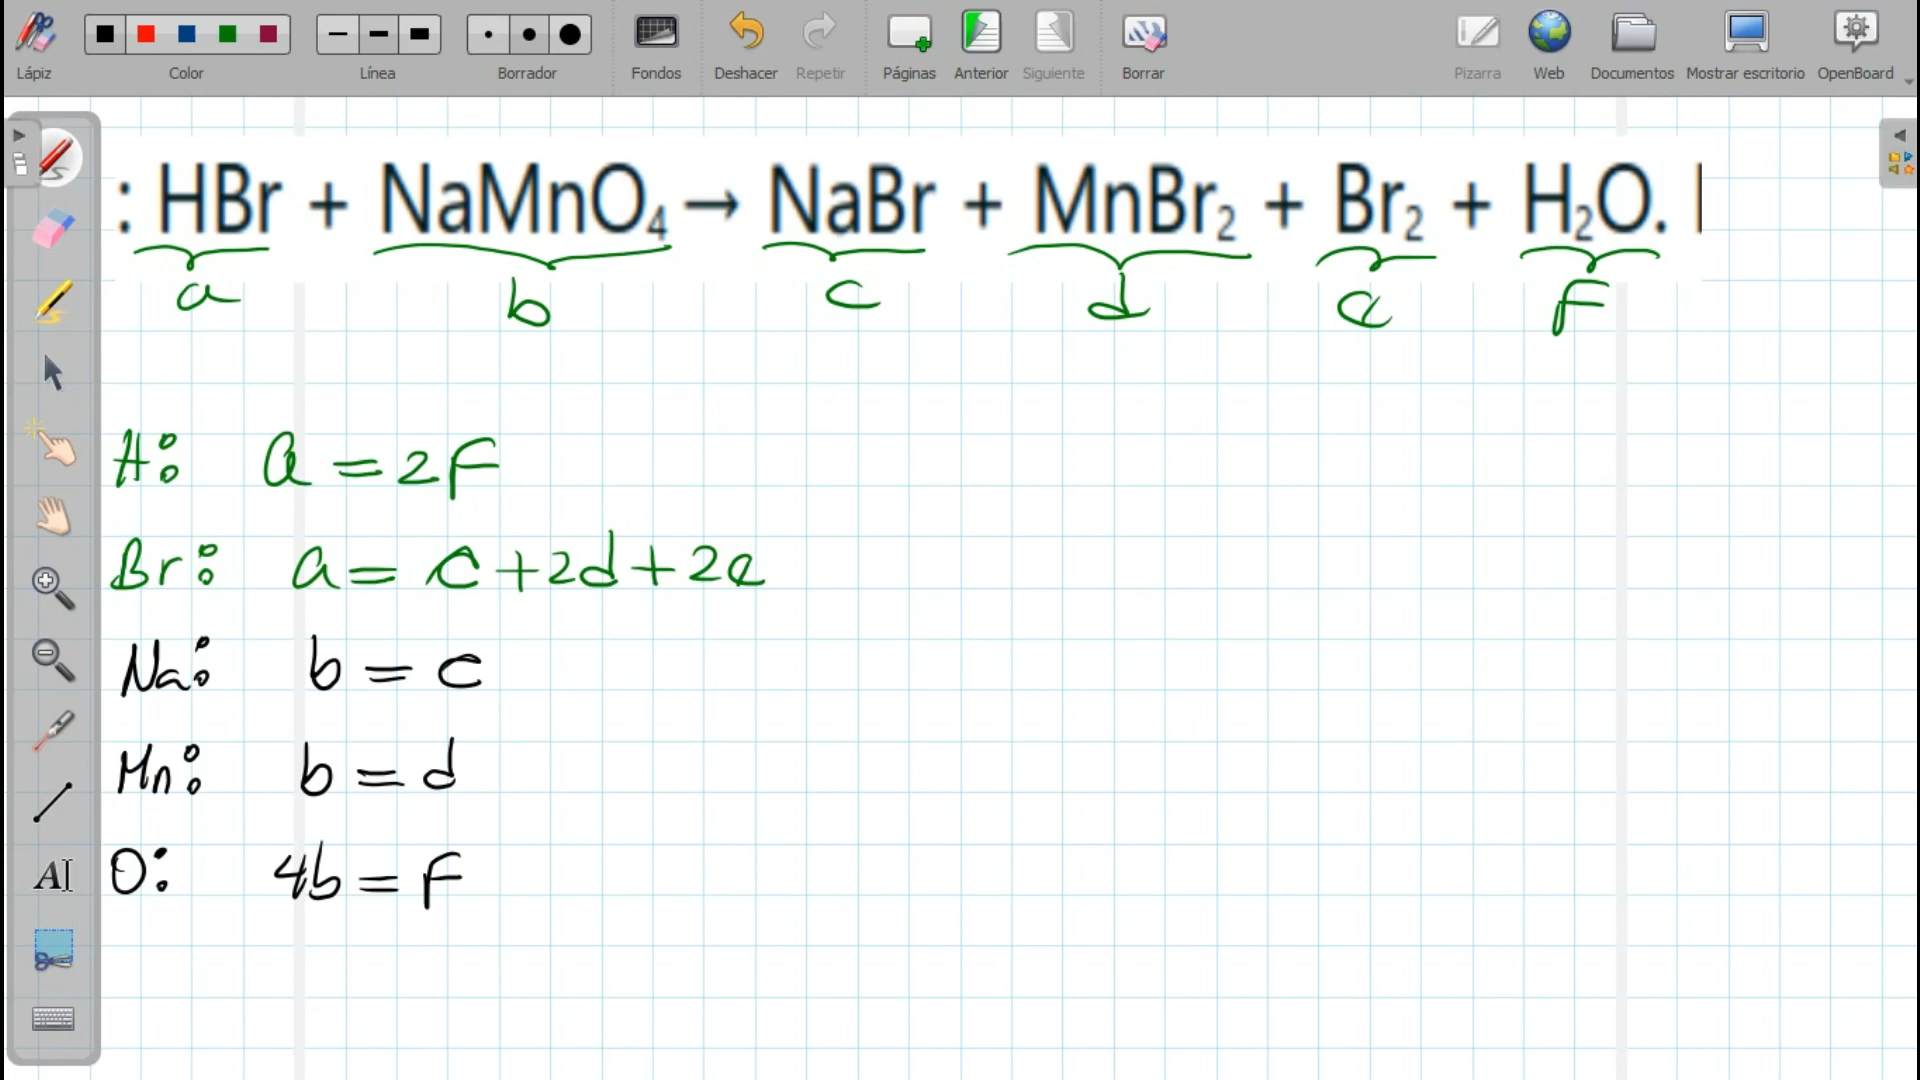 Lápiz Color Línea Borrador Fondos Deshacer Repetir Páginas Anterior Siguiente Borrar Pizarra Web Documentos Mostrar escritorio OpenBoard
: HBr + NaMnO₄ → NaBr + MnBr₂ + Br₂ + H₂O.
a b c d e F
H: a = 2F
Br: a = c + 2d + 2e
Na: b = c
Mn: b = d
O: 4b = F